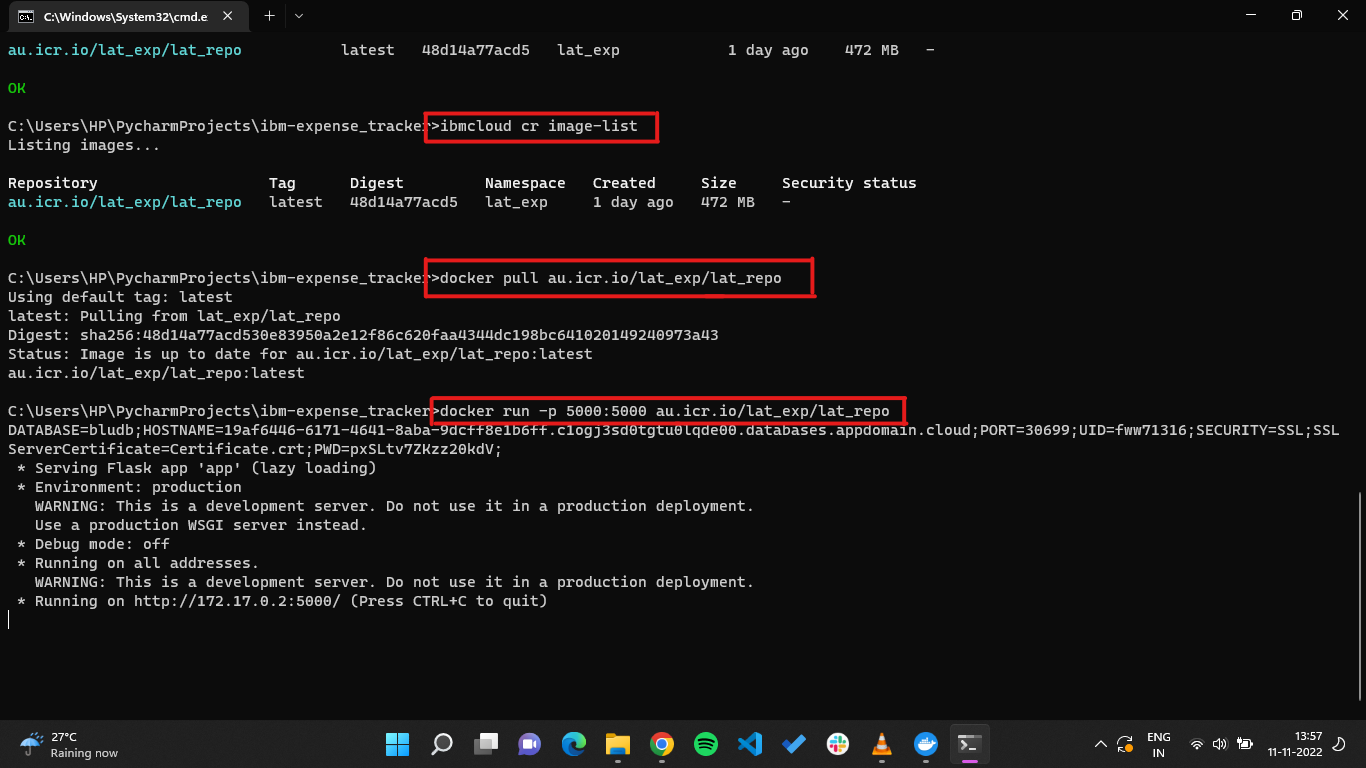 C:\Windows\System32\cmd.e
au.icr.io/lat_exp/lat_repo latest 48d14a77acd5 lat_exp 1 day ago 472 MB -
OK
C:\Users\HP\PycharmProjects\ibm-expense_tracker>ibmcloud cr image-list
Listing images...
Repository Tag Digest Namespace Created Size Security status
au.icr.io/lat_exp/lat_repo latest 48d14a77acd5 lat_exp 1 day ago 472 MB -
OK
C:\Users\HP\PycharmProjects\ibm-expense_tracker>docker pull au.icr.io/lat_exp/lat_repo
Using default tag: latest
latest: Pulling from lat_exp/lat_repo
Digest: sha256:48d14a77acd530e83950a2e12f86c620faa4344dc198bc641020149240973a43
Status: Image is up to date for au.icr.io/lat_exp/lat_repo:latest
au.icr.io/lat_exp/lat_repo:latest
C:\Users\HP\PycharmProjects\ibm-expense_tracker>docker run -p 5000:5000 au.icr.io/lat_exp/lat_repo
DATABASE=bludb;HOSTNAME=19af6446-6171-4641-8aba-9dcff8e1b6ff.c1ogj3sd0tgtu0lqde00.databases.appdomain.cloud;PORT=30699;UID=fww71316;SECURITY=SSL;SSL
ServerCertificate=Certificate.crt;PWD=pxSLtv7ZKzz20kdV;
* Serving Flask app 'app' (lazy loading)
* Environment: production
WARNING: This is a development server. Do not use it in a production deployment.
Use a production WSGI server instead.
* Debug mode: off
* Running on all addresses.
WARNING: This is a development server. Do not use it in a production deployment.
* Running on http://172.17.0.2:5000/ (Press CTRL+C to quit)
27°C
Raining now
ENG
IN
13:57
11-11-2022